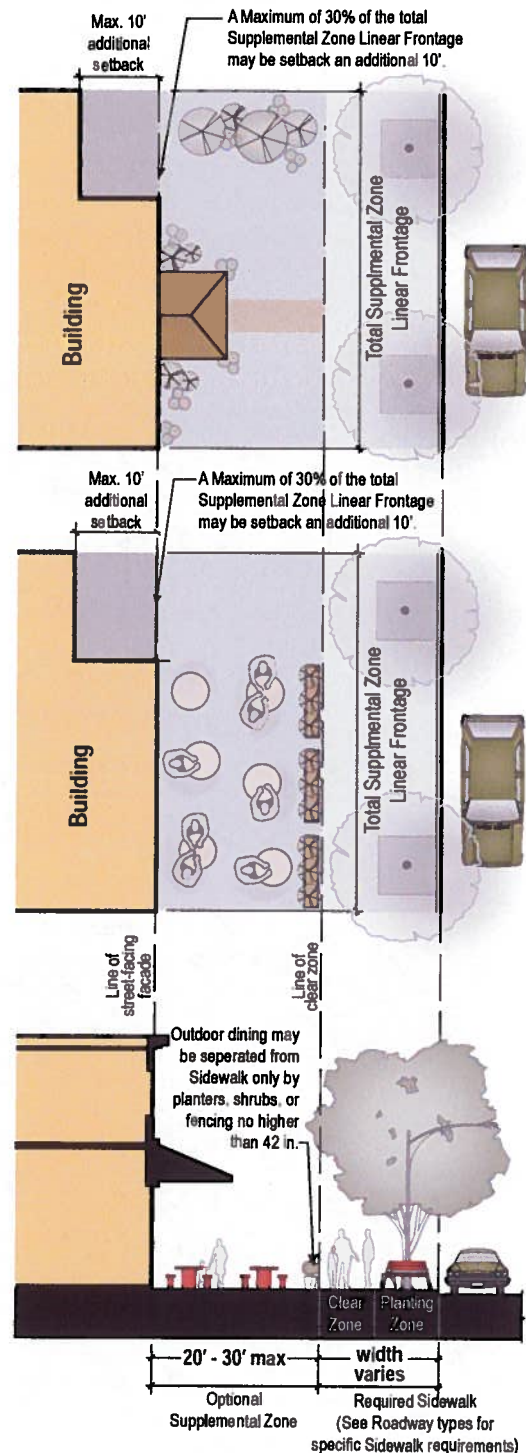 Max. 10'
additional
setback
A Maximum of 30% of the total
Supplemental Zone Linear Frontage
may be setback an additional 10'.
Building
Total Supplmental Zone
Linear Frontage
Max. 10'
additional
setback
A Maximum of 30% of the total
Supplemental Zone Linear Frontage
may be setback an additional 10'.
Building
Total Supplmental Zone
Linear Frontage
Line of
street-facing
facade
Line of
clear zone
Outdoor dining may
be seperated from
Sidewalk only by
planters, shrubs, or
fencing no higher
than 42 in.
Clear
Zone
Planting
Zone
20' - 30' max
width
varies
Optional
Supplemental Zone
Required Sidewalk
(See Roadway types for
specific Sidewalk requirements)